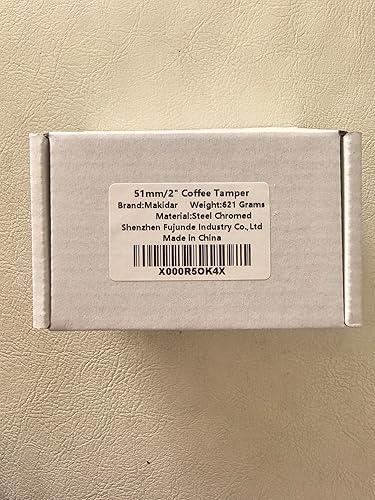 51mm/2" Coffee Tamper
Brand:Makidar Weight:621 Grams
Material:Steel Chromed
Shenzhen Fujunde Industry Co.,Ltd
Made in China
X000R5OK4X